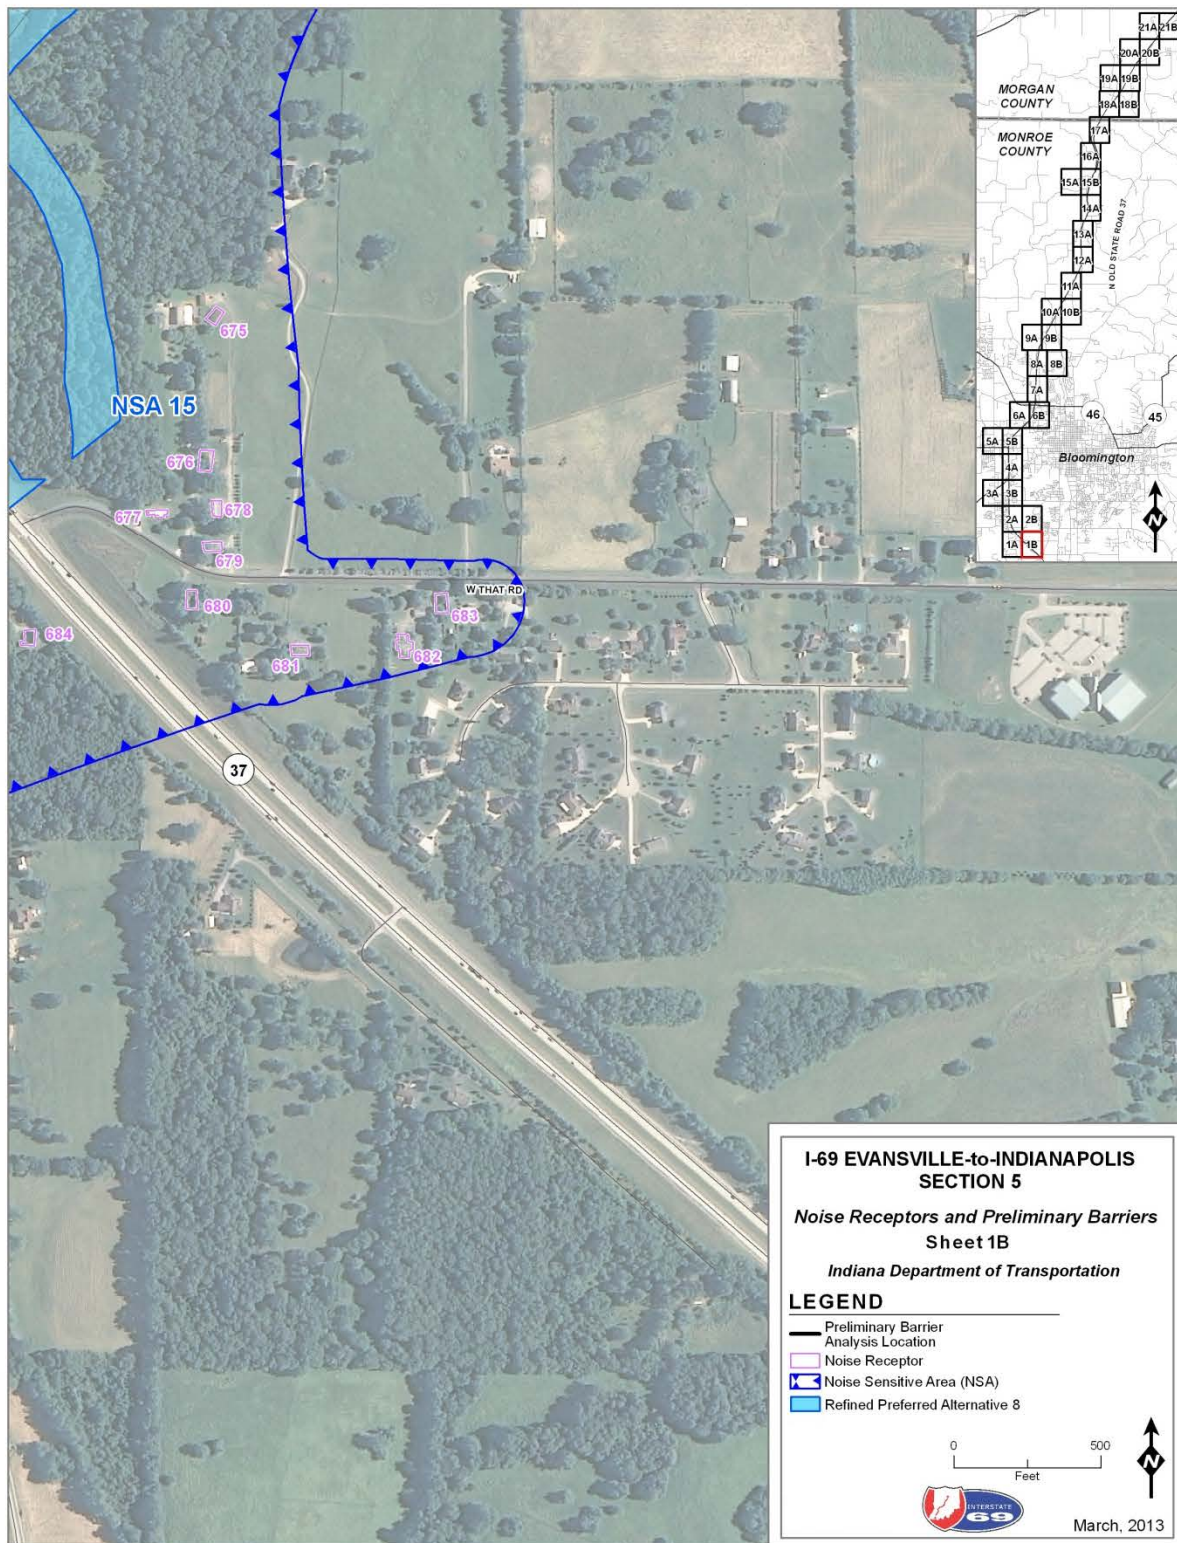 675
NSA 15
676
677
678
679
W THAT RD
680
683
684
681
682
37
21A
21B
20A
20B
19A
19B
MORGAN
COUNTY
18A
18B
17A
MONROE
COUNTY
16A
15A
15B
14A
N OLD STATE ROAD 37
13A
12A
11A
10A
10B
9A
9B
8A
8B
7A
6A
6B
46
45
5A
5B
Bloomington
4A
3A
3B
2A
2B
1A
1B
N
I-69 EVANSVILLE-to-INDIANAPOLIS
SECTION 5
Noise Receptors and Preliminary Barriers
Sheet 1B
Indiana Department of Transportation
LEGEND
Preliminary Barrier
Analysis Location
Noise Receptor
Noise Sensitive Area (NSA)
Refined Preferred Alternative 8
0 500
Feet
N
INTERSTATE
69
March, 2013